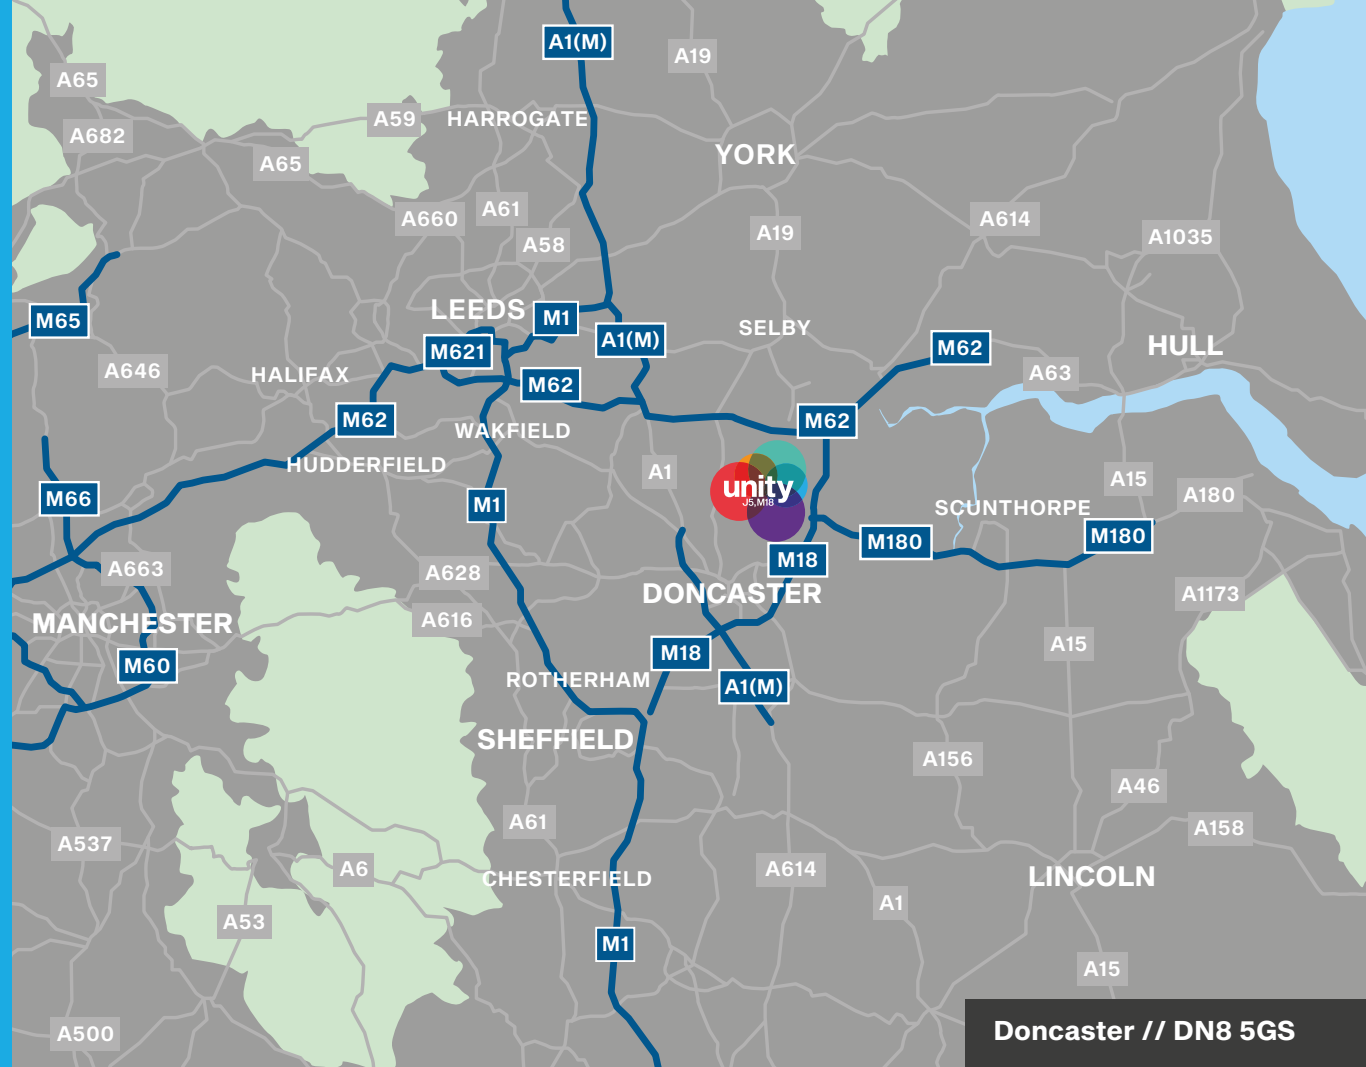 A1(M)
A19
A65
A59
HARROGATE
A682
YORK
A65
A61
A660
A614
A19
A1035
A58
LEEDS
M1
M65
SELBY
A1(M)
HULL
M621
M62
A646
HALIFAX
A63
M62
M62
M62
WAKFIELD
HUDDERFIELD
A1
A15
unity
J5,M18
A180
M66
M1
SCUNTHORPE
M180
M180
M18
A663
A628
DONCASTER
A1173
A616
MANCHESTER
A15
M18
M60
ROTHERHAM
A1(M)
SHEFFIELD
A156
A46
A61
A158
A537
A6
A614
CHESTERFIELD
LINCOLN
A1
A53
M1
A15
A500
Doncaster // DN8 5GS